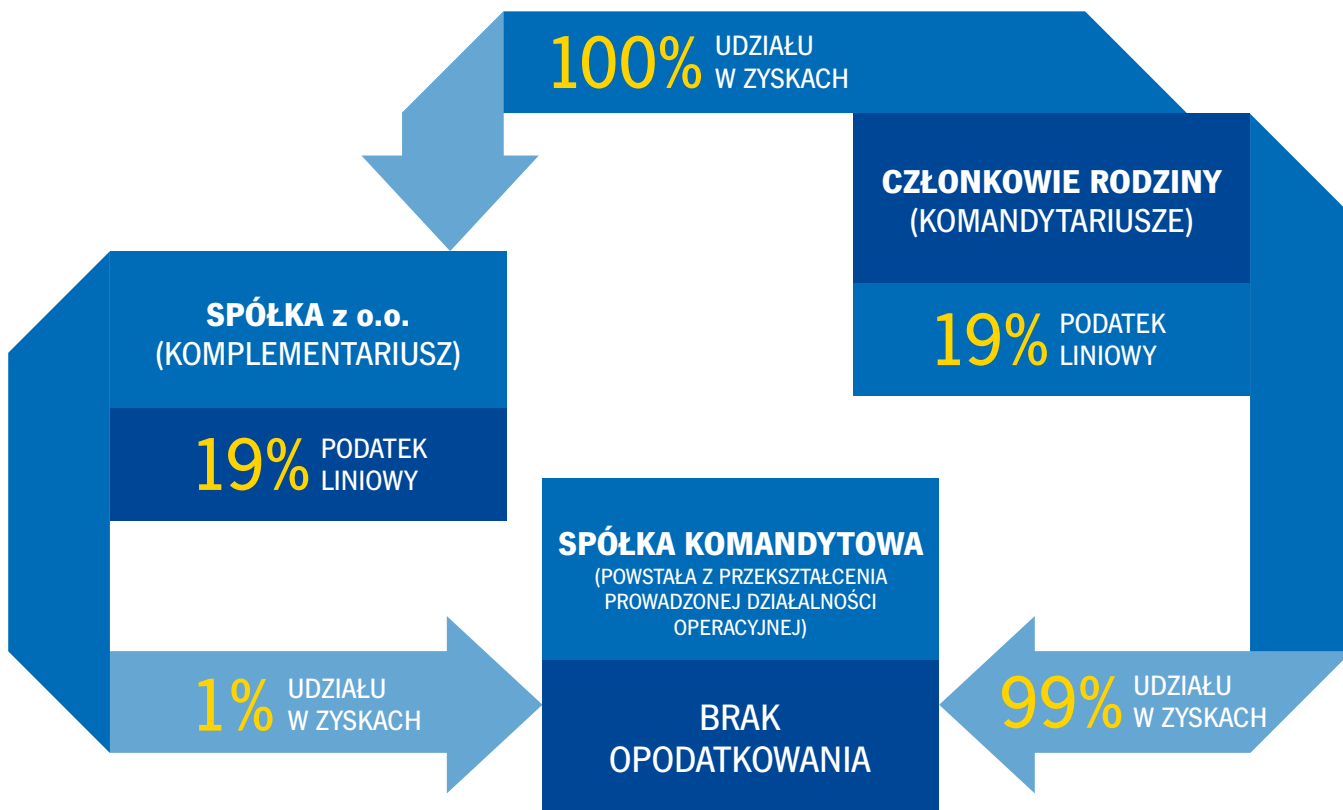 100% UDZIAŁU
W ZYSKACH
CZŁONKOWIE RODZINY
(KOMANDYTARIUSZE)
19% PODATEK
LINIOWY
SPÓŁKA z o.o.
(KOMPLEMENTARIUSZ)
19% PODATEK
LINIOWY
SPÓŁKA KOMANDYTOWA
(POWSTAŁA Z PRZEKSZTAŁCENIA
PROWADZONEJ DZIAŁALNOŚCI
OPERACYJNEJ)
BRAK
OPODATKOWANIA
1% UDZIAŁU
W ZYSKACH
99% UDZIAŁU
W ZYSKACH